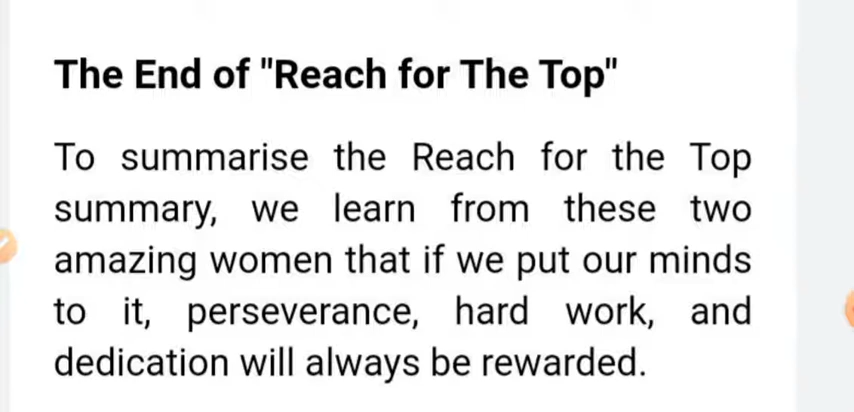 The End of "Reach for The Top"
To summarise the Reach for the Top
summary, we learn from these two
amazing women that if we put our minds
to it, perseverance, hard work, and
dedication will always be rewarded.